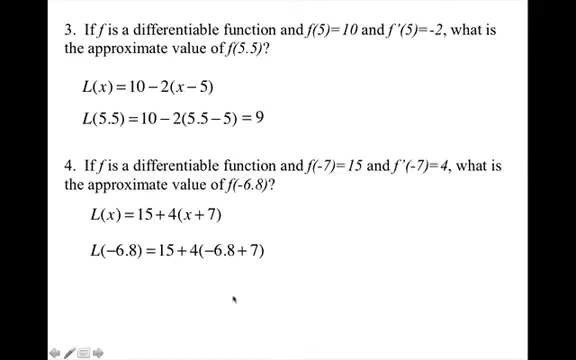 3. If f is a differentiable function and f(5)=10 and f'(5)=-2, what is
the approximate value of f(5.5)?
L(x) = 10 − 2(x − 5)
L(5.5) = 10 − 2(5.5 − 5) = 9
4. If f is a differentiable function and f(-7)=15 and f'(-7)=4, what is
the approximate value of f(-6.8)?
L(x) = 15 + 4(x + 7)
L(−6.8) = 15 + 4(−6.8 + 7)